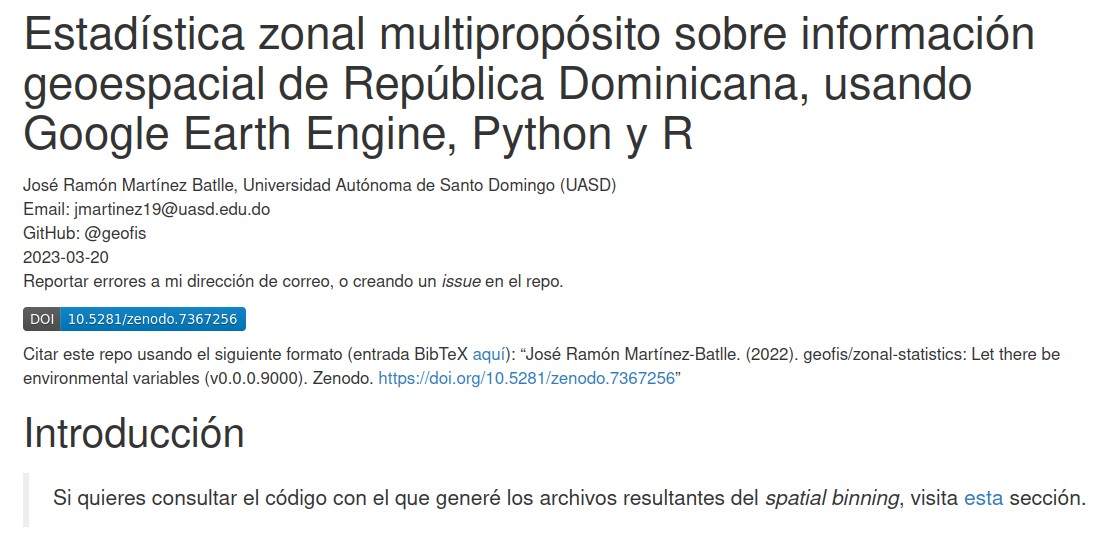 Estadística zonal multipropósito sobre información
geoespacial de República Dominicana, usando
Google Earth Engine, Python y R
José Ramón Martínez Batlle, Universidad Autónoma de Santo Domingo (UASD)
Email: jmartinez19@uasd.edu.do
GitHub: @geofis
2023-03-20
Reportar errores a mi dirección de correo, o creando un issue en el repo.
DOI 10.5281/zenodo.7367256
Citar este repo usando el siguiente formato (entrada BibTeX aquí): “José Ramón Martínez-Batlle. (2022). geofis/zonal-statistics: Let there be
environmental variables (v0.0.0.9000). Zenodo. https://doi.org/10.5281/zenodo.7367256”
Introducción
Si quieres consultar el código con el que generé los archivos resultantes del spatial binning, visita esta sección.